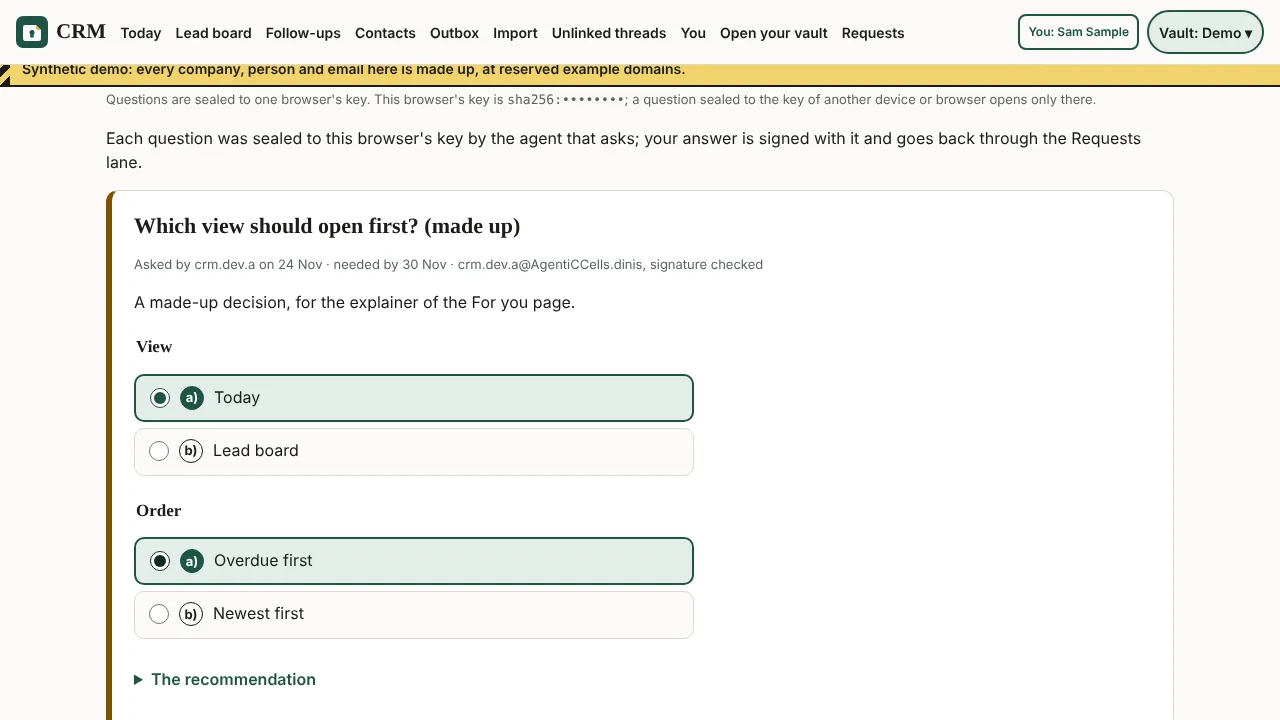 CRM
Today
Lead board
Follow-ups
Contacts
Outbox
Import
Unlinked threads
You
Open your vault
Requests
You: Sam Sample
Vault: Demo ▾
Synthetic demo: every company, person and email here is made up, at reserved example domains.
Questions are sealed to one browser's key. This browser's key is sha256:••••••••; a question sealed to the key of another device or browser opens only there.
Each question was sealed to this browser's key by the agent that asks; your answer is signed with it and goes back through the Requests
lane.
Which view should open first? (made up)
Asked by crm.dev.a on 24 Nov · needed by 30 Nov · crm.dev.a@AgentiCCells.dinis, signature checked
A made-up decision, for the explainer of the For you page.
View
a) Today
b) Lead board
Order
a) Overdue first
b) Newest first
▶ The recommendation